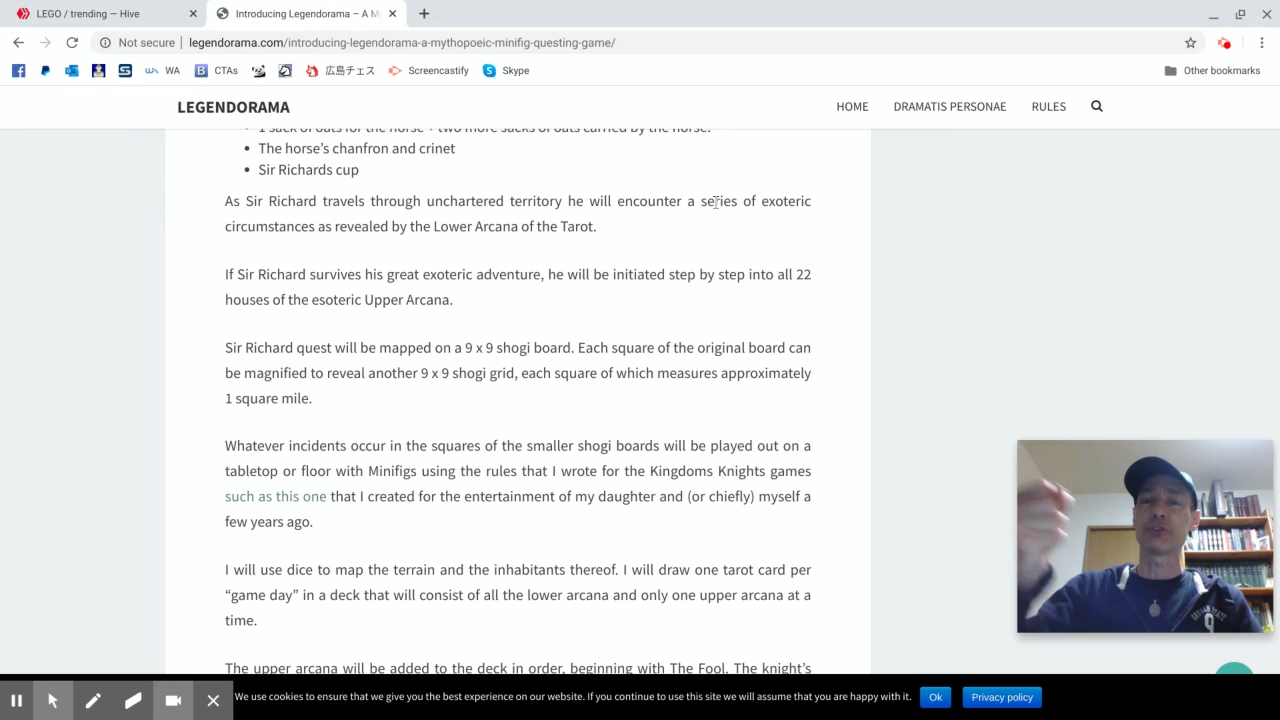 LEGO / trending — Hive
Introducing Legendorama – A M
Not secure
legendorama.com/introducing-legendorama-a-mythopoeic-minifig-questing-game/
WA
CTAs
広島チェス
Screencastify
Skype
Other bookmarks
LEGENDORAMA
HOME
DRAMATIS PERSONAE
RULES
1 sack of oats for the horse + two more sacks of oats carried by the horse.
The horse's chanfron and crinet
Sir Richards cup
As Sir Richard travels through unchartered territory he will encounter a series of exoteric
circumstances as revealed by the Lower Arcana of the Tarot.
If Sir Richard survives his great exoteric adventure, he will be initiated step by step into all 22
houses of the esoteric Upper Arcana.
Sir Richard quest will be mapped on a 9 x 9 shogi board. Each square of the original board can
be magnified to reveal another 9 x 9 shogi grid, each square of which measures approximately
1 square mile.
Whatever incidents occur in the squares of the smaller shogi boards will be played out on a
tabletop or floor with Minifigs using the rules that I wrote for the Kingdoms Knights games
such as this one that I created for the entertainment of my daughter and (or chiefly) myself a
few years ago.
I will use dice to map the terrain and the inhabitants thereof. I will draw one tarot card per
“game day” in a deck that will consist of all the lower arcana and only one upper arcana at a
time.
The upper arcana will be added to the deck in order, beginning with The Fool. The knight's
We use cookies to ensure that we give you the best experience on our website. If you continue to use this site we will assume that you are happy with it.
Ok
Privacy policy